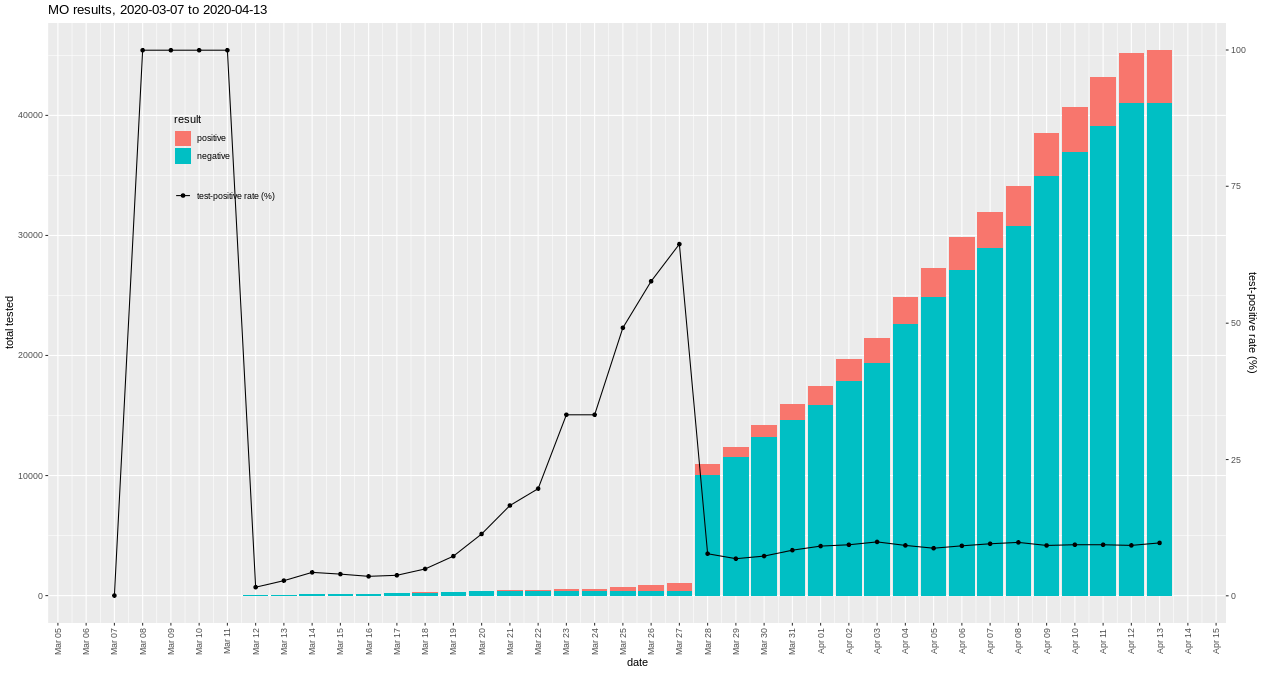 MO results, 2020-03-07 to 2020-04-13
total tested
40000
30000
20000
10000
0
result
positive
negative
test-positive rate (%)
100
75
50
25
0
test-positive rate (%)
Mar 05
Mar 06
Mar 07
Mar 08
Mar 09
Mar 10
Mar 11
Mar 12
Mar 13
Mar 14
Mar 15
Mar 16
Mar 17
Mar 18
Mar 19
Mar 20
Mar 21
Mar 22
Mar 23
Mar 24
Mar 25
Mar 26
Mar 27
Mar 28
Mar 29
Mar 30
Mar 31
Apr 01
Apr 02
Apr 03
Apr 04
Apr 05
Apr 06
Apr 07
Apr 08
Apr 09
Apr 10
Apr 11
Apr 12
Apr 13
Apr 14
Apr 15
date